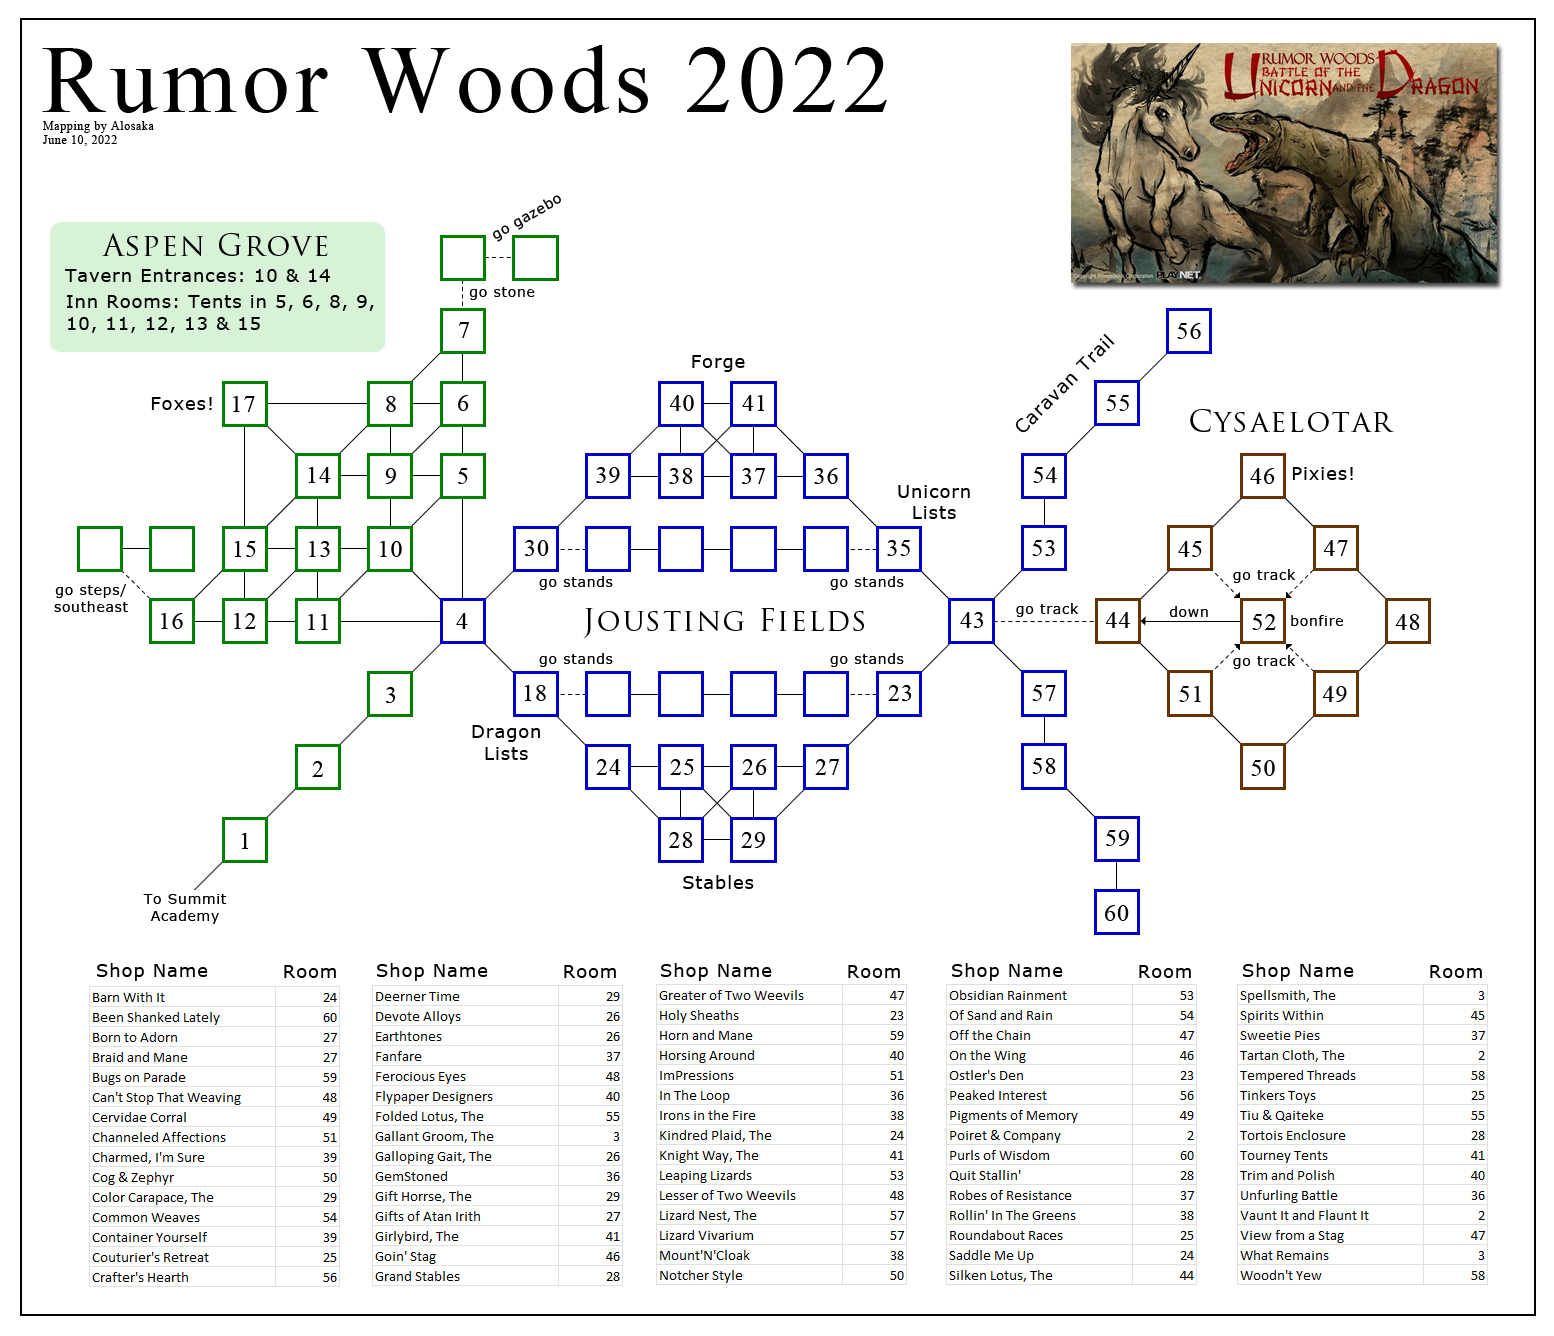 Rumor Woods 2022
Mapping by Alosaka
June 10, 2022
RUMOR WOODS
BATTLE OF THE
UNICORN AND THE DRAGON
PLAY.NET
ASPEN GROVE
Tavern Entrances: 10 & 14
Inn Rooms: Tents in 5, 6, 8, 9,
10, 11, 12, 13 & 15
go gazebo
go stone
7
56
Forge
Caravan Trail
Foxes!
17
8
6
40
41
55
CYSAELOTAR
14
9
5
39
38
37
36
54
46
Pixies!
Unicorn
Lists
15
13
10
30
35
53
45
47
go steps/
southeast
go stands
go stands
go track
16
12
11
4
JOUSTING FIELDS
43
go track
44
down
52
bonfire
48
go stands
go stands
go track
3
18
23
57
51
49
Dragon
Lists
2
24
25
26
27
58
50
1
28
29
59
Stables
To Summit
Academy
60
Shop Name Room
Barn With It 24
Been Shanked Lately 60
Born to Adorn 27
Braid and Mane 27
Bugs on Parade 59
Can't Stop That Weaving 48
Cervidae Corral 49
Channeled Affections 51
Charmed, I'm Sure 39
Cog & Zephyr 50
Color Carapace, The 29
Common Weaves 54
Container Yourself 39
Couturier's Retreat 25
Crafter's Hearth 56
Shop Name Room
Deerner Time 29
Devote Alloys 26
Earthtones 26
Fanfare 37
Ferocious Eyes 48
Flypaper Designers 40
Folded Lotus, The 55
Gallant Groom, The 3
Galloping Gait, The 26
GemStoned 36
Gift Horrse, The 29
Gifts of Atan Irith 27
Girlybird, The 41
Goin' Stag 46
Grand Stables 28
Shop Name Room
Greater of Two Weevils 47
Holy Sheaths 23
Horn and Mane 59
Horsing Around 40
ImPressions 51
In The Loop 36
Irons in the Fire 38
Kindred Plaid, The 24
Knight Way, The 41
Leaping Lizards 53
Lesser of Two Weevils 48
Lizard Nest, The 57
Lizard Vivarium 57
Mount'N'Cloak 38
Notcher Style 50
Shop Name Room
Obsidian Rainment 53
Of Sand and Rain 54
Off the Chain 47
On the Wing 46
Ostler's Den 23
Peaked Interest 56
Pigments of Memory 49
Poiret & Company 2
Purls of Wisdom 60
Quit Stallin' 28
Robes of Resistance 37
Rollin' In The Greens 38
Roundabout Races 25
Saddle Me Up 24
Silken Lotus, The 44
Shop Name Room
Spellsmith, The 3
Spirits Within 45
Sweetie Pies 37
Tartan Cloth, The 2
Tempered Threads 58
Tinkers Toys 25
Tiu & Qaiteke 55
Tortois Enclosure 28
Tourney Tents 41
Trim and Polish 40
Unfurling Battle 36
Vaunt It and Flaunt It 2
View from a Stag 47
What Remains 3
Woodn't Yew 58